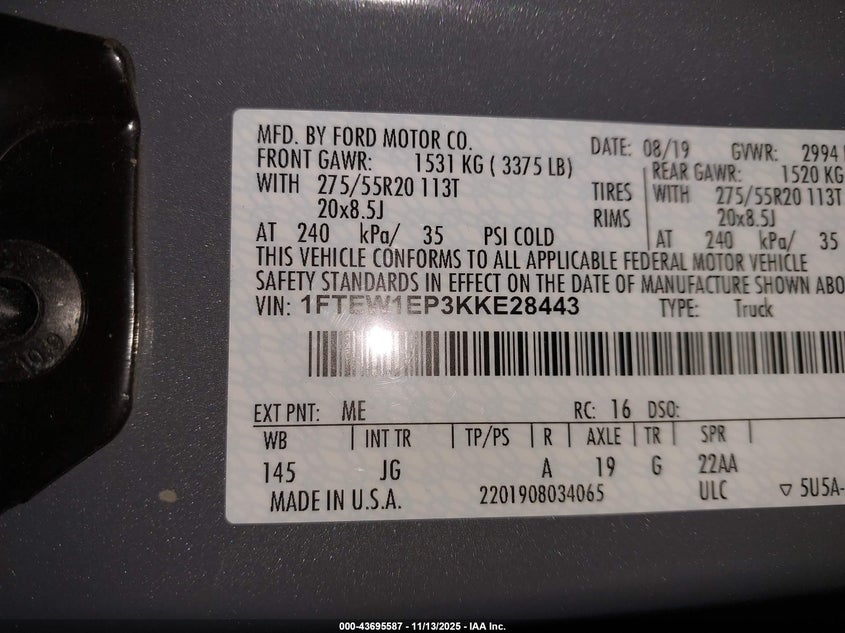 MFD. BY FORD MOTOR CO.
DATE: 08/19 GVWR: 2994
FRONT GAWR: 1531 KG ( 3375 LB)
REAR GAWR: 1520 KG
WITH 275/55R20 113T TIRES
WITH 275/55R20 113T
20x8.5J RIMS
20x8.5J
AT 240 kPa/ 35 PSI COLD
AT 240 kPa/ 35
THIS VEHICLE CONFORMS TO ALL APPLICABLE FEDERAL MOTOR VEHICLE
SAFETY STANDARDS IN EFFECT ON THE DATE OF MANUFACTURE SHOWN ABO
VIN: 1FTEW1EP3KKE28443 TYPE: Truck
EXT PNT: ME RC: 16 DSO:
WB INT TR TP/PS R AXLE TR SPR
145 JG A 19 G 22AA
MADE IN U.S.A. 2201908034065 ULC ▽ 5U5A-
10.9
000-43695587 - 11/13/2025 - IAA Inc.